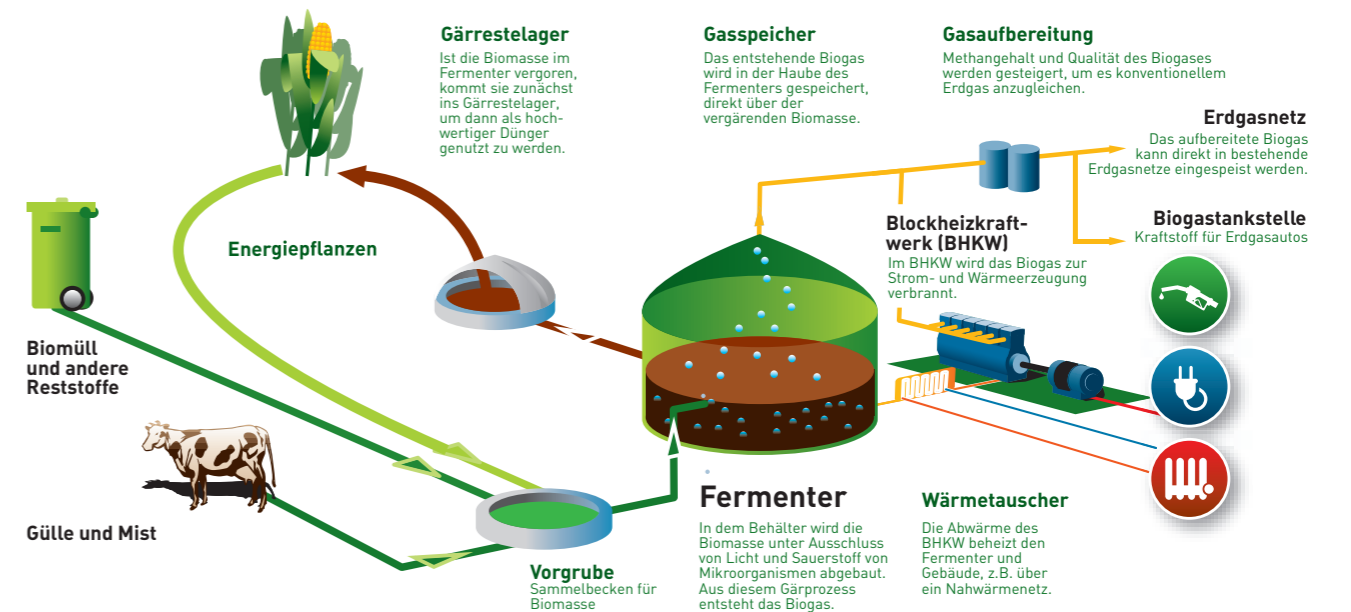 Gärrestelager
Ist die Biomasse im
Fermenter vergoren,
kommt sie zunächst
ins Gärrestelager,
um dann als hoch-
wertiger Dünger
genutzt zu werden.
Gasspeicher
Das entstehende Biogas
wird in der Haube des
Fermenters gespeichert,
direkt über der
vergärenden Biomasse.
Gasaufbereitung
Methangehalt und Qualität des Biogases
werden gesteigert, um es konventionellem
Erdgas anzugleichen.
Erdgasnetz
Das aufbereitete Biogas
kann direkt in bestehende
Erdgasnetze eingespeist werden.
Biogastankstelle
Kraftstoff für Erdgasautos
Blockheizkraft-
werk (BHKW)
Im BHKW wird das Biogas zur
Strom- und Wärmeerzeugung
verbrannt.
Energiepflanzen
Biomüll
und andere
Reststoffe
Gülle und Mist
Vorgrube
Sammelbecken für
Biomasse
Fermenter
In dem Behälter wird die
Biomasse unter Ausschluss
von Licht und Sauerstoff von
Mikroorganismen abgebaut.
Aus diesem Gärprozess
entsteht das Biogas.
Wärmetauscher
Die Abwärme des
BHKW beheizt den
Fermenter und
Gebäude, z.B. über
ein Nahwärmenetz.